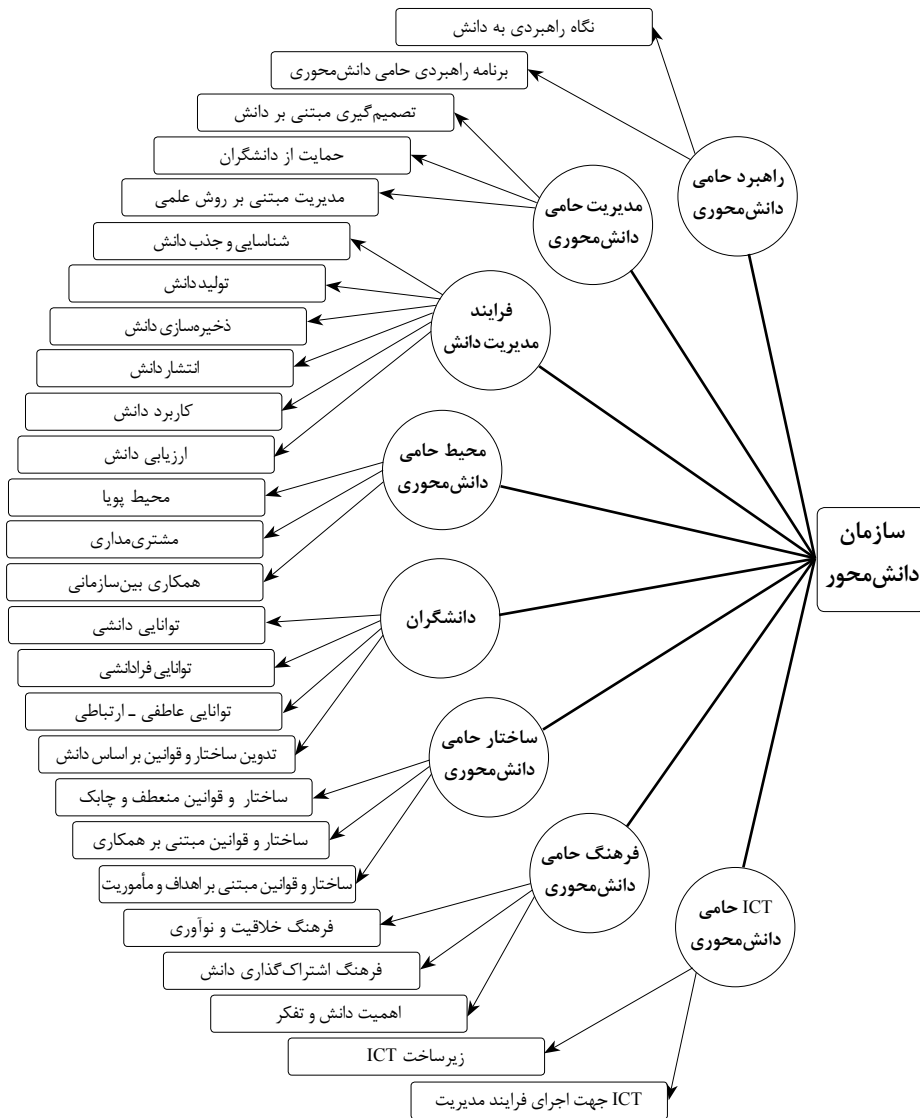 نگاه راهبردی به دانش
برنامه راهبردی حامی دانش‌محوری
تصمیم‌گیری مبتنی بر دانش
حمایت از دانشگران
مدیریت مبتنی بر روش علمی
شناسایی و جذب دانش
تولید دانش
ذخیره‌سازی دانش
انتشار دانش
کاربرد دانش
ارزیابی دانش
محیط پویا
مشتری‌مداری
همکاری بین‌سازمانی
توانایی دانشی
توانایی فرادانشی
توانایی عاطفی ـ ارتباطی
تدوین ساختار و قوانین بر اساس دانش
ساختار و قوانین منعطف و چابک
ساختار و قوانین مبتنی بر همکاری
ساختار و قوانین مبتنی بر اهداف و مأموریت
فرهنگ خلاقیت و نوآوری
فرهنگ اشتراک‌گذاری دانش
اهمیت دانش و تفکر
زیرساخت ICT
ICT جهت اجرای فرایند مدیریت
راهبرد حامی
دانش‌محوری
مدیریت حامی
دانش‌محوری
فرایند
مدیریت دانش
محیط حامی
دانش‌محوری
دانشگران
ساختار حامی
دانش‌محوری
فرهنگ حامی
دانش‌محوری
ICT حامی
دانش‌محوری
سازمان
دانش‌محور